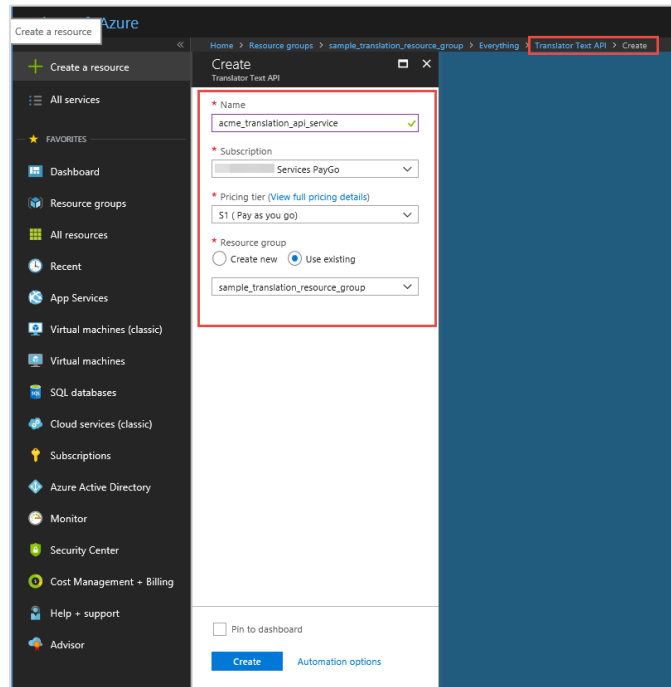 Azure
Create a resource
«
Home > Resource groups > sample_translation_resource_group > Everything > Translator Text API > Create
Create a resource
All services
FAVORITES
Dashboard
Resource groups
All resources
Recent
App Services
Virtual machines (classic)
Virtual machines
SQL databases
Cloud services (classic)
Subscriptions
Azure Active Directory
Monitor
Security Center
Cost Management + Billing
Help + support
Advisor
Create
Translator Text API
* Name
acme_translation_api_service
* Subscription
Services PayGo
* Pricing tier (View full pricing details)
S1 ( Pay as you go)
* Resource group
Create new Use existing
sample_translation_resource_group
Pin to dashboard
Create Automation options